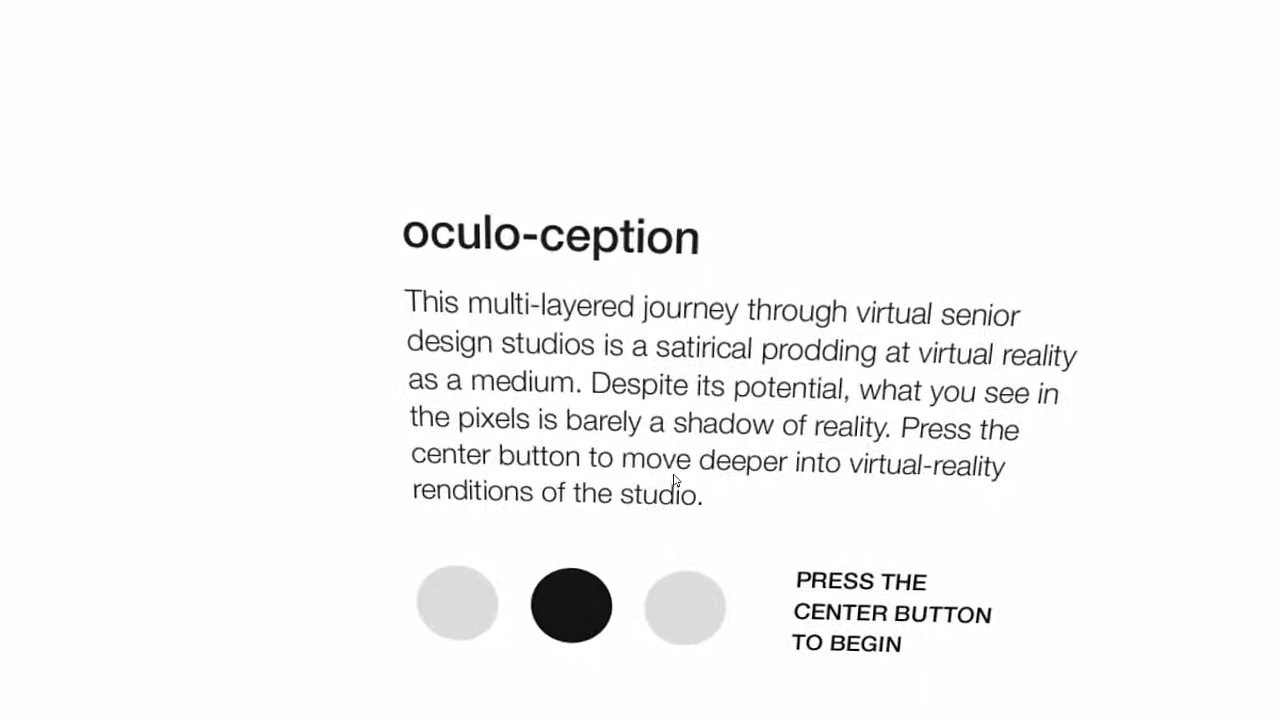 oculo-ception
This multi-layered journey through virtual senior
design studios is a satirical prodding at virtual reality
as a medium. Despite its potential, what you see in
the pixels is barely a shadow of reality. Press the
center button to move deeper into virtual-reality
renditions of the studio.
PRESS THE
CENTER BUTTON
TO BEGIN